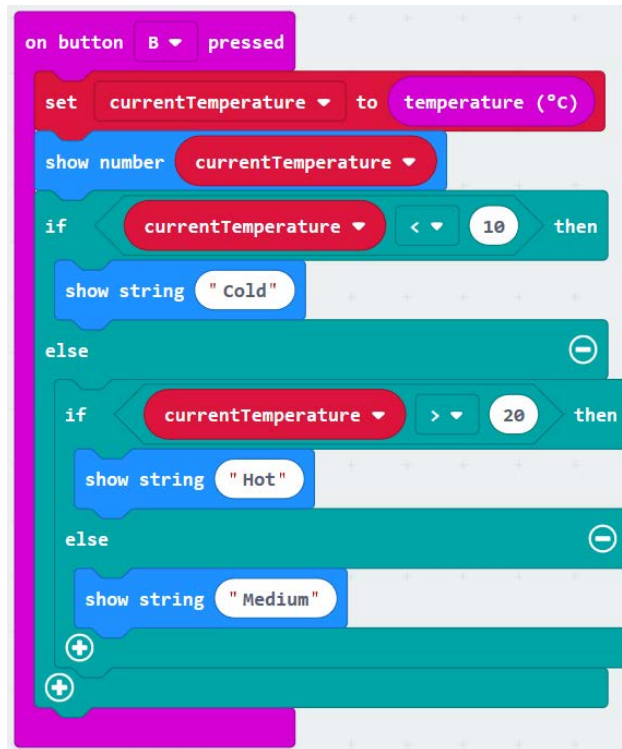 on button B pressed
set currentTemperature to temperature (°C)
show number currentTemperature
if currentTemperature < 10 then
show string "Cold"
else
if currentTemperature > 20 then
show string "Hot"
else
show string "Medium"